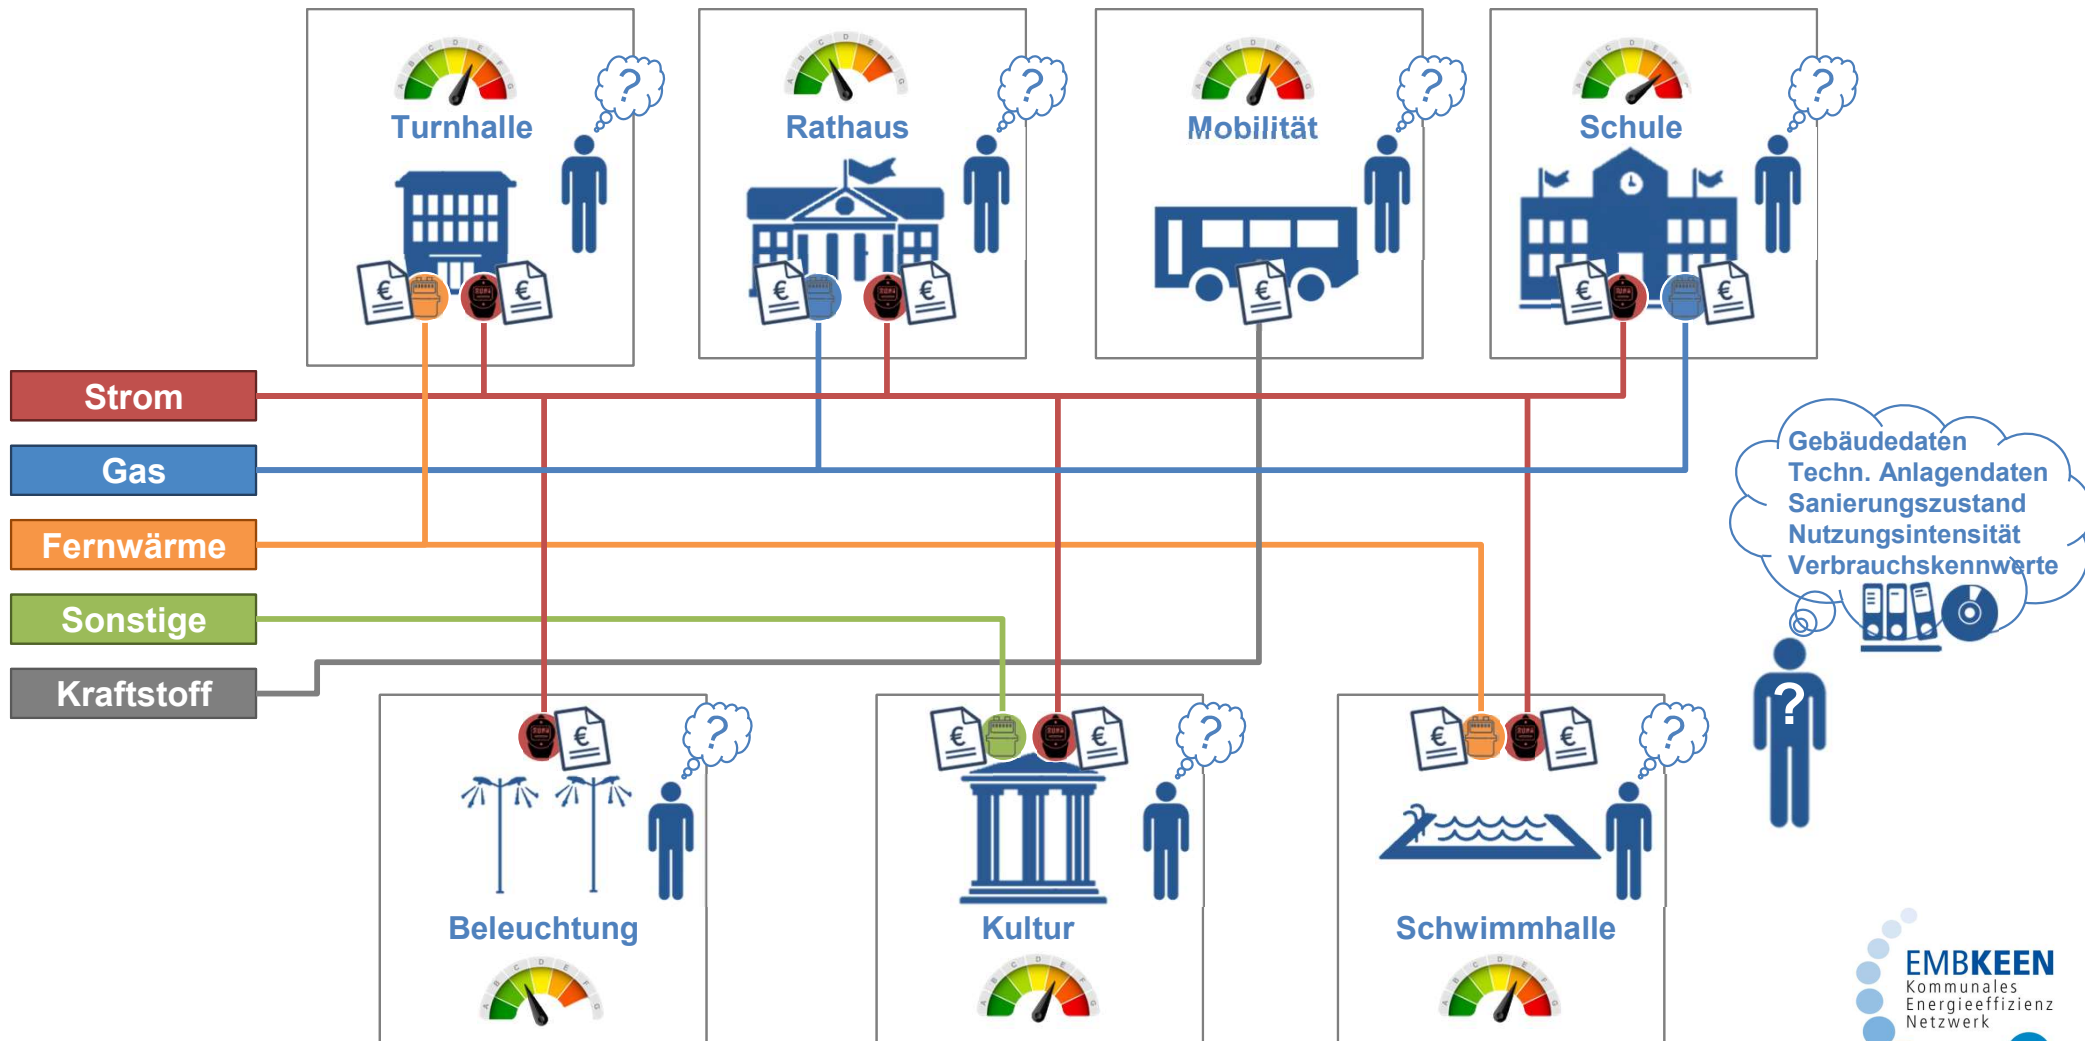 ?
?
?
?
Turnhalle
Rathaus
Mobilität
Schule
€
€
€
€
€
€
€
Strom
Gas
Fernwärme
Sonstige
Kraftstoff
Gebäudedaten
Techn. Anlagendaten
Sanierungszustand
Nutzungsintensität
Verbrauchskennwerte
?
?
?
?
€
€
€
€
€
Beleuchtung
Kultur
Schwimmhalle
EMBKEEN
Kommunales
Energieeffizienz
Netzwerk